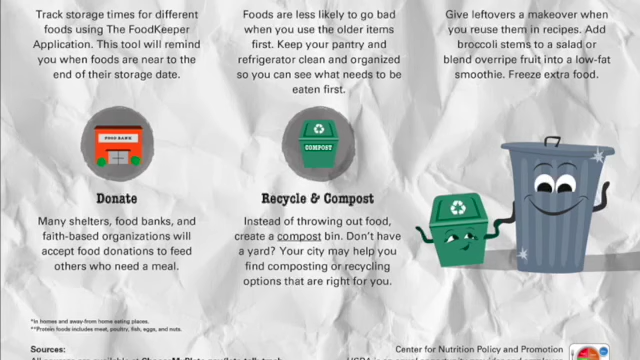 Track storage times for different
foods using The FoodKeeper
Application. This tool will remind
you when foods are near to the
end of their storage date.
Foods are less likely to go bad
when you use the older items
first. Keep your pantry and
refrigerator clean and organized
so you can see what needs to be
eaten first.
Give leftovers a makeover when
you reuse them in recipes. Add
broccoli stems to a salad or
blend overripe fruit into a low-fat
smoothie. Freeze extra food.
FOOD BANK
Donate
Many shelters, food banks, and
faith-based organizations will
accept food donations to feed
others who need a meal.
COMPOST
Recycle & Compost
Instead of throwing out food,
create a compost bin. Don't have
a yard? Your city may help you
find composting or recycling
options that are right for you.
*In homes and away-from home eating places.
**Protein foods includes meat, poultry, fish, eggs, and nuts.
Sources:
Center for Nutrition Policy and Promotion